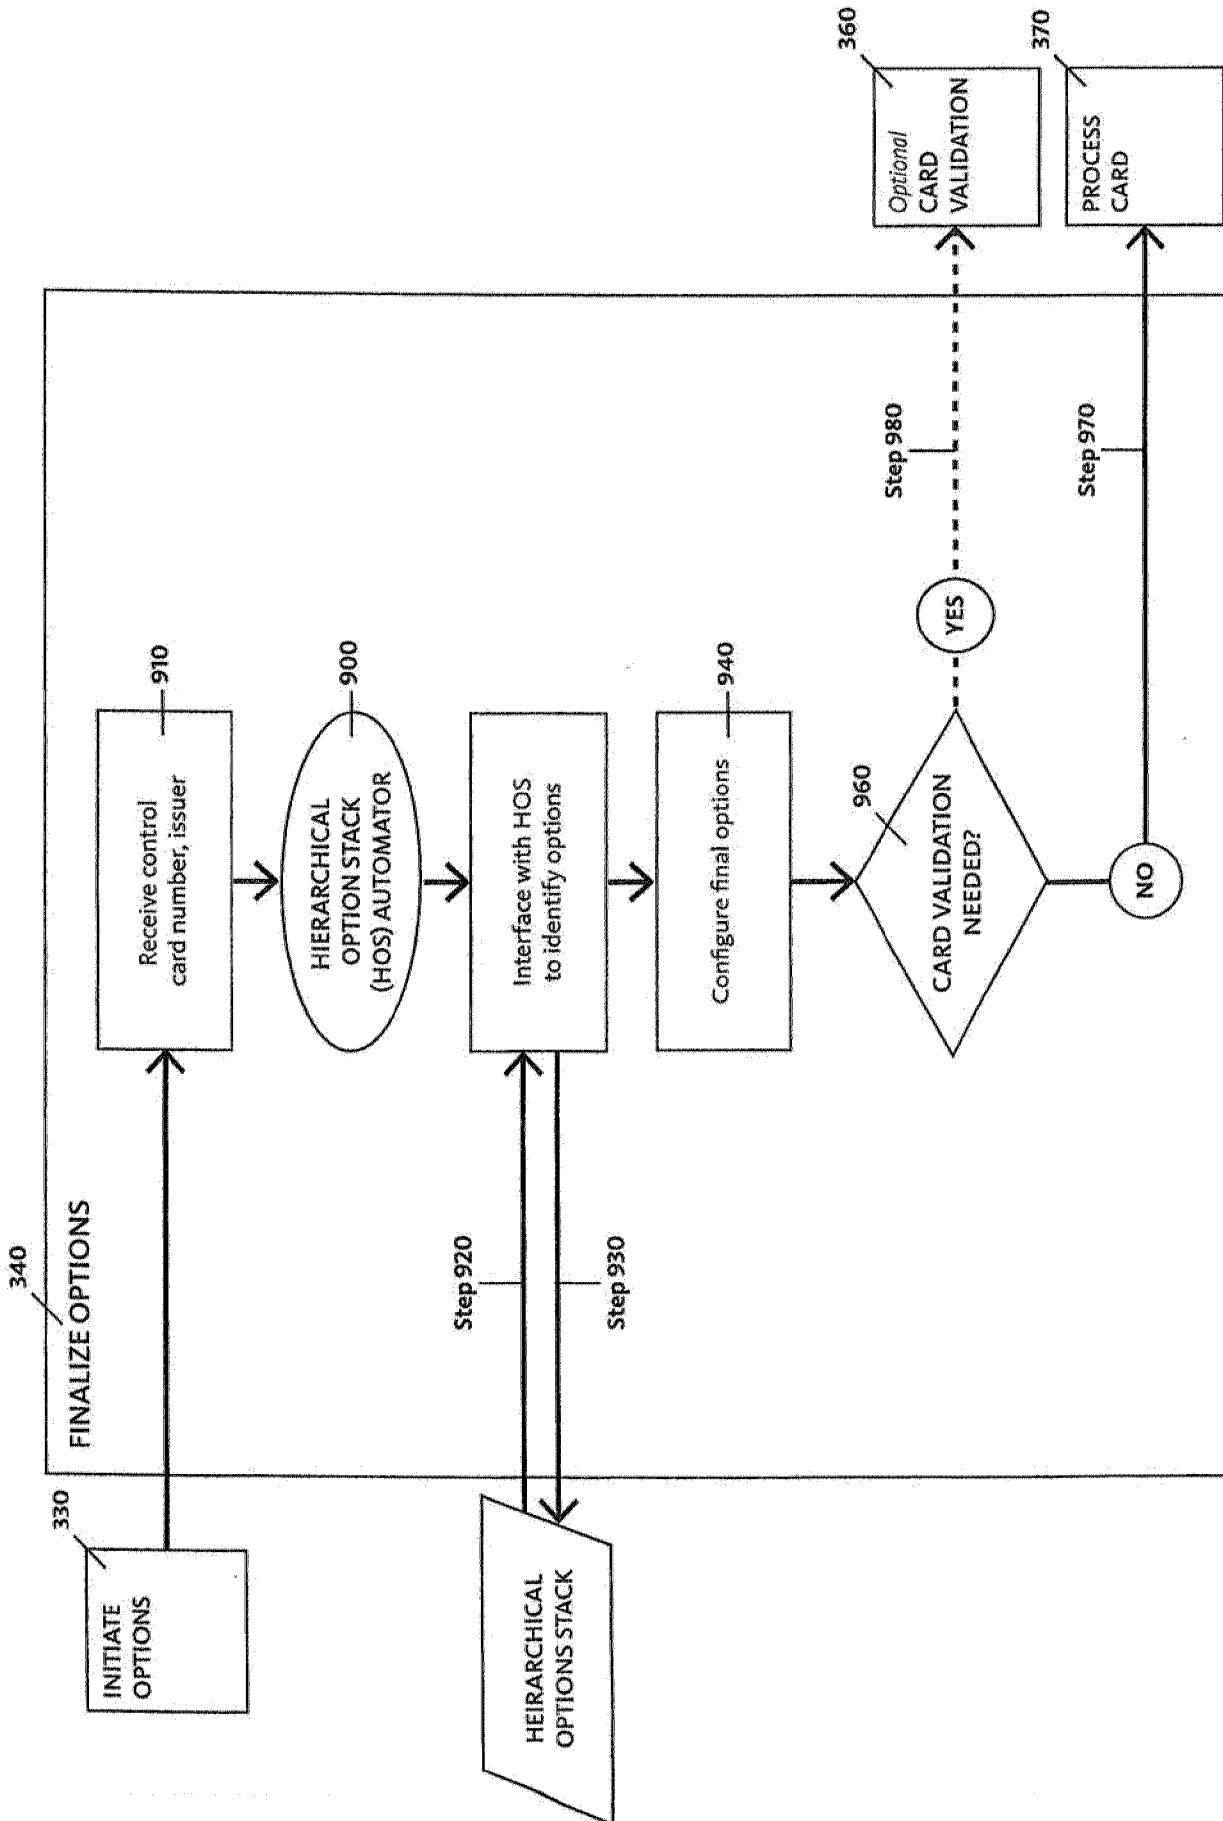 340
FINALIZE OPTIONS
330
INITIATE
OPTIONS
910
Receive control
card number, issuer
900
HIERARCHICAL
OPTION STACK
(HOS) AUTOMATOR
Step 920
Step 930
HEIRARCHICAL
OPTIONS STACK
Interface with HOS
to identify options
940
Configure final options
960
CARD VALIDATION
NEEDED?
YES
Step 980
360
Optional
CARD
VALIDATION
NO
Step 970
370
PROCESS
CARD